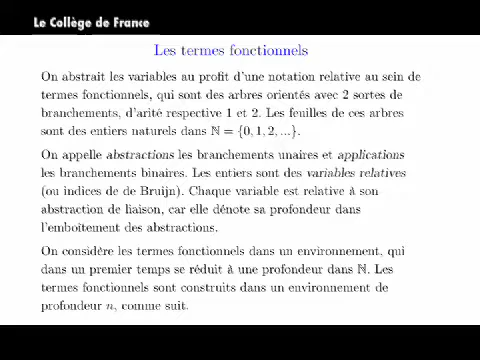 Le Collège de France
Les termes fonctionnels
On abstrait les variables au profit d'une notation relative au sein de
termes fonctionnels, qui sont des arbres orientés avec 2 sortes de
branchements, d'arité respective 1 et 2. Les feuilles de ces arbres
sont des entiers naturels dans ℕ = {0, 1, 2, ...}.
On appelle abstractions les branchements unaires et applications
les branchements binaires. Les entiers sont des variables relatives
(ou indices de de Bruijn). Chaque variable est relative à son
abstraction de liaison, car elle dénote sa profondeur dans
l'emboîtement des abstractions.
On considère les termes fonctionnels dans un environnement, qui
dans un premier temps se réduit à une profondeur dans ℕ. Les
termes fonctionnels sont construits dans un environnement de
profondeur n, comme suit.